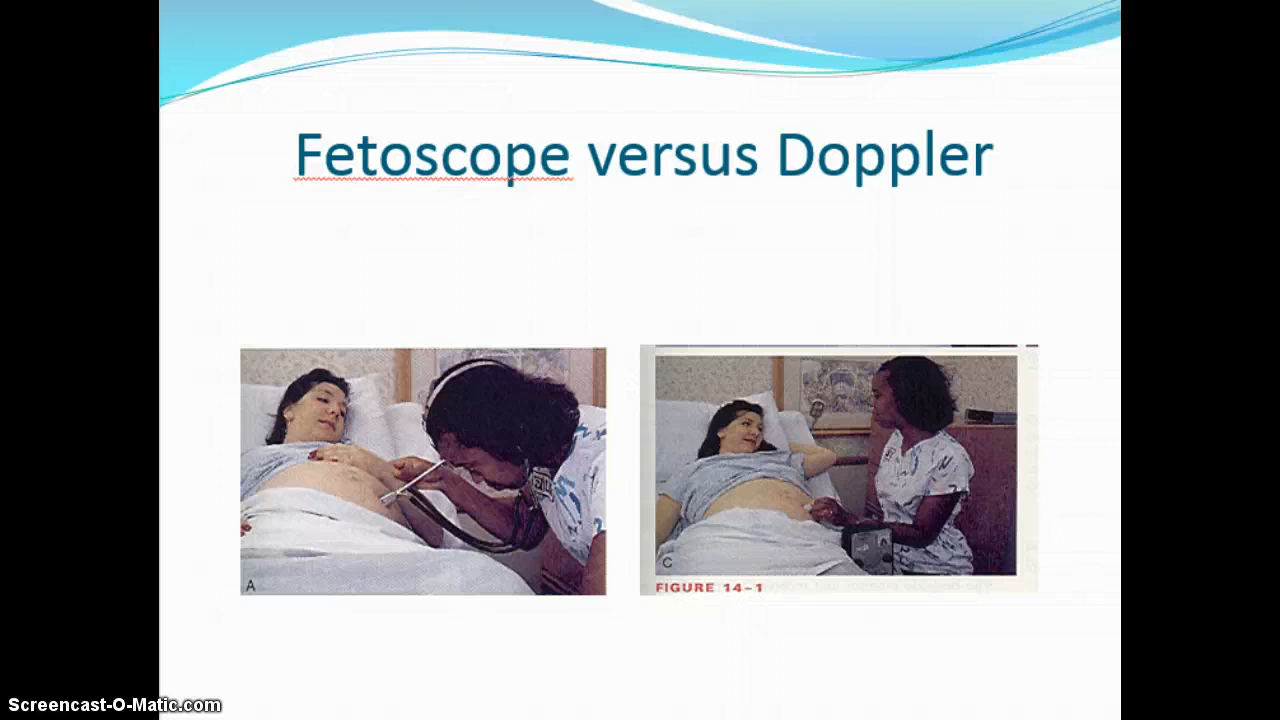 Fetoscope versus Doppler
A
C
FIGURE 14-1
Screencast-O-Matic.com